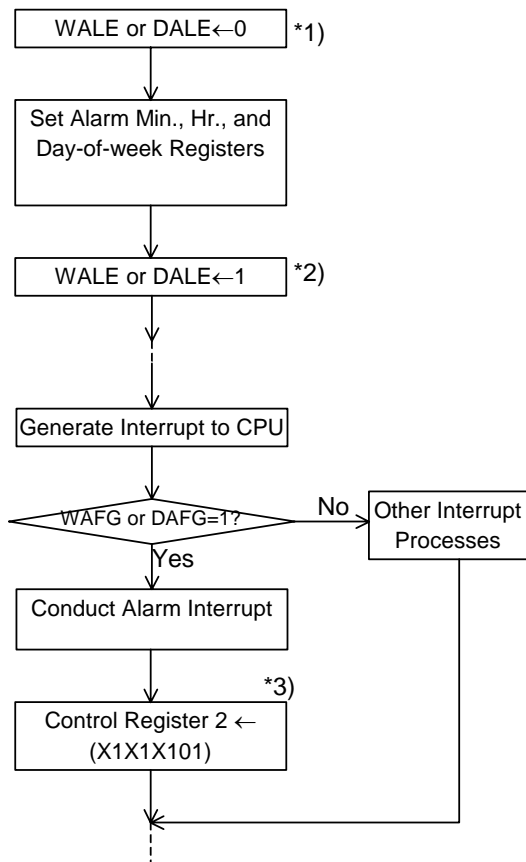 WALE or DALE←0
*1)
Set Alarm Min., Hr., and
Day-of-week Registers
WALE or DALE←1
*2)
Generate Interrupt to CPU
WAFG or DAFG=1?
No
Other Interrupt
Processes
Yes
Conduct Alarm Interrupt
*3)
Control Register 2 ←
(X1X1X101)